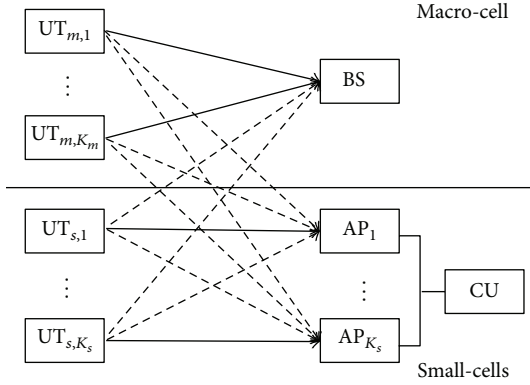 Macro-cell
UT_{m,1}
BS
⋮
UT_{m,K_m}
UT_{s,1}
AP_1
⋮
⋮
CU
UT_{s,K_s}
AP_{K_s}
Small-cells